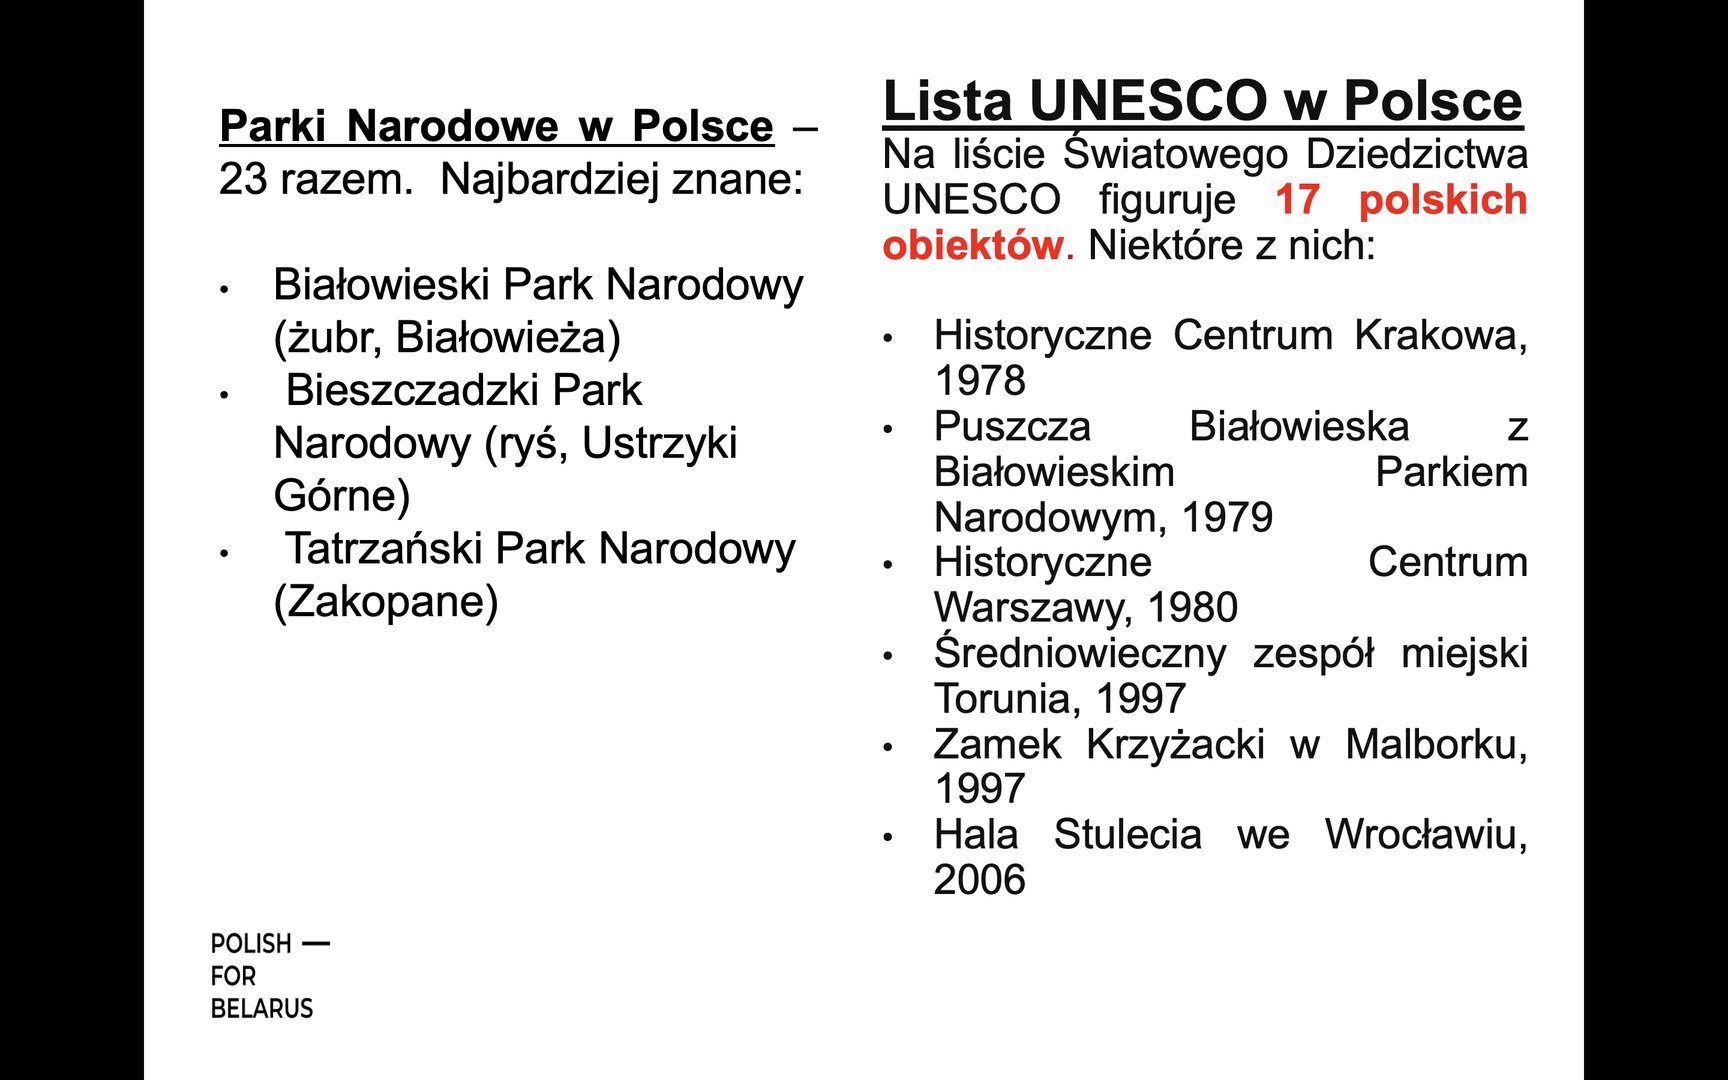 Parki Narodowe w Polsce –
23 razem. Najbardziej znane:
• Białowieski Park Narodowy
(żubr, Białowieża)
• Bieszczadzki Park
Narodowy (ryś, Ustrzyki
Górne)
• Tatrzański Park Narodowy
(Zakopane)
Lista UNESCO w Polsce
Na liście Światowego Dziedzictwa
UNESCO figuruje 17 polskich
obiektów. Niektóre z nich:
• Historyczne Centrum Krakowa,
1978
• Puszcza Białowieska z
Białowieskim Parkiem
Narodowym, 1979
• Historyczne Centrum
Warszawy, 1980
• Średniowieczny zespół miejski
Torunia, 1997
• Zamek Krzyżacki w Malborku,
1997
• Hala Stulecia we Wrocławiu,
2006
POLISH —
FOR
BELARUS